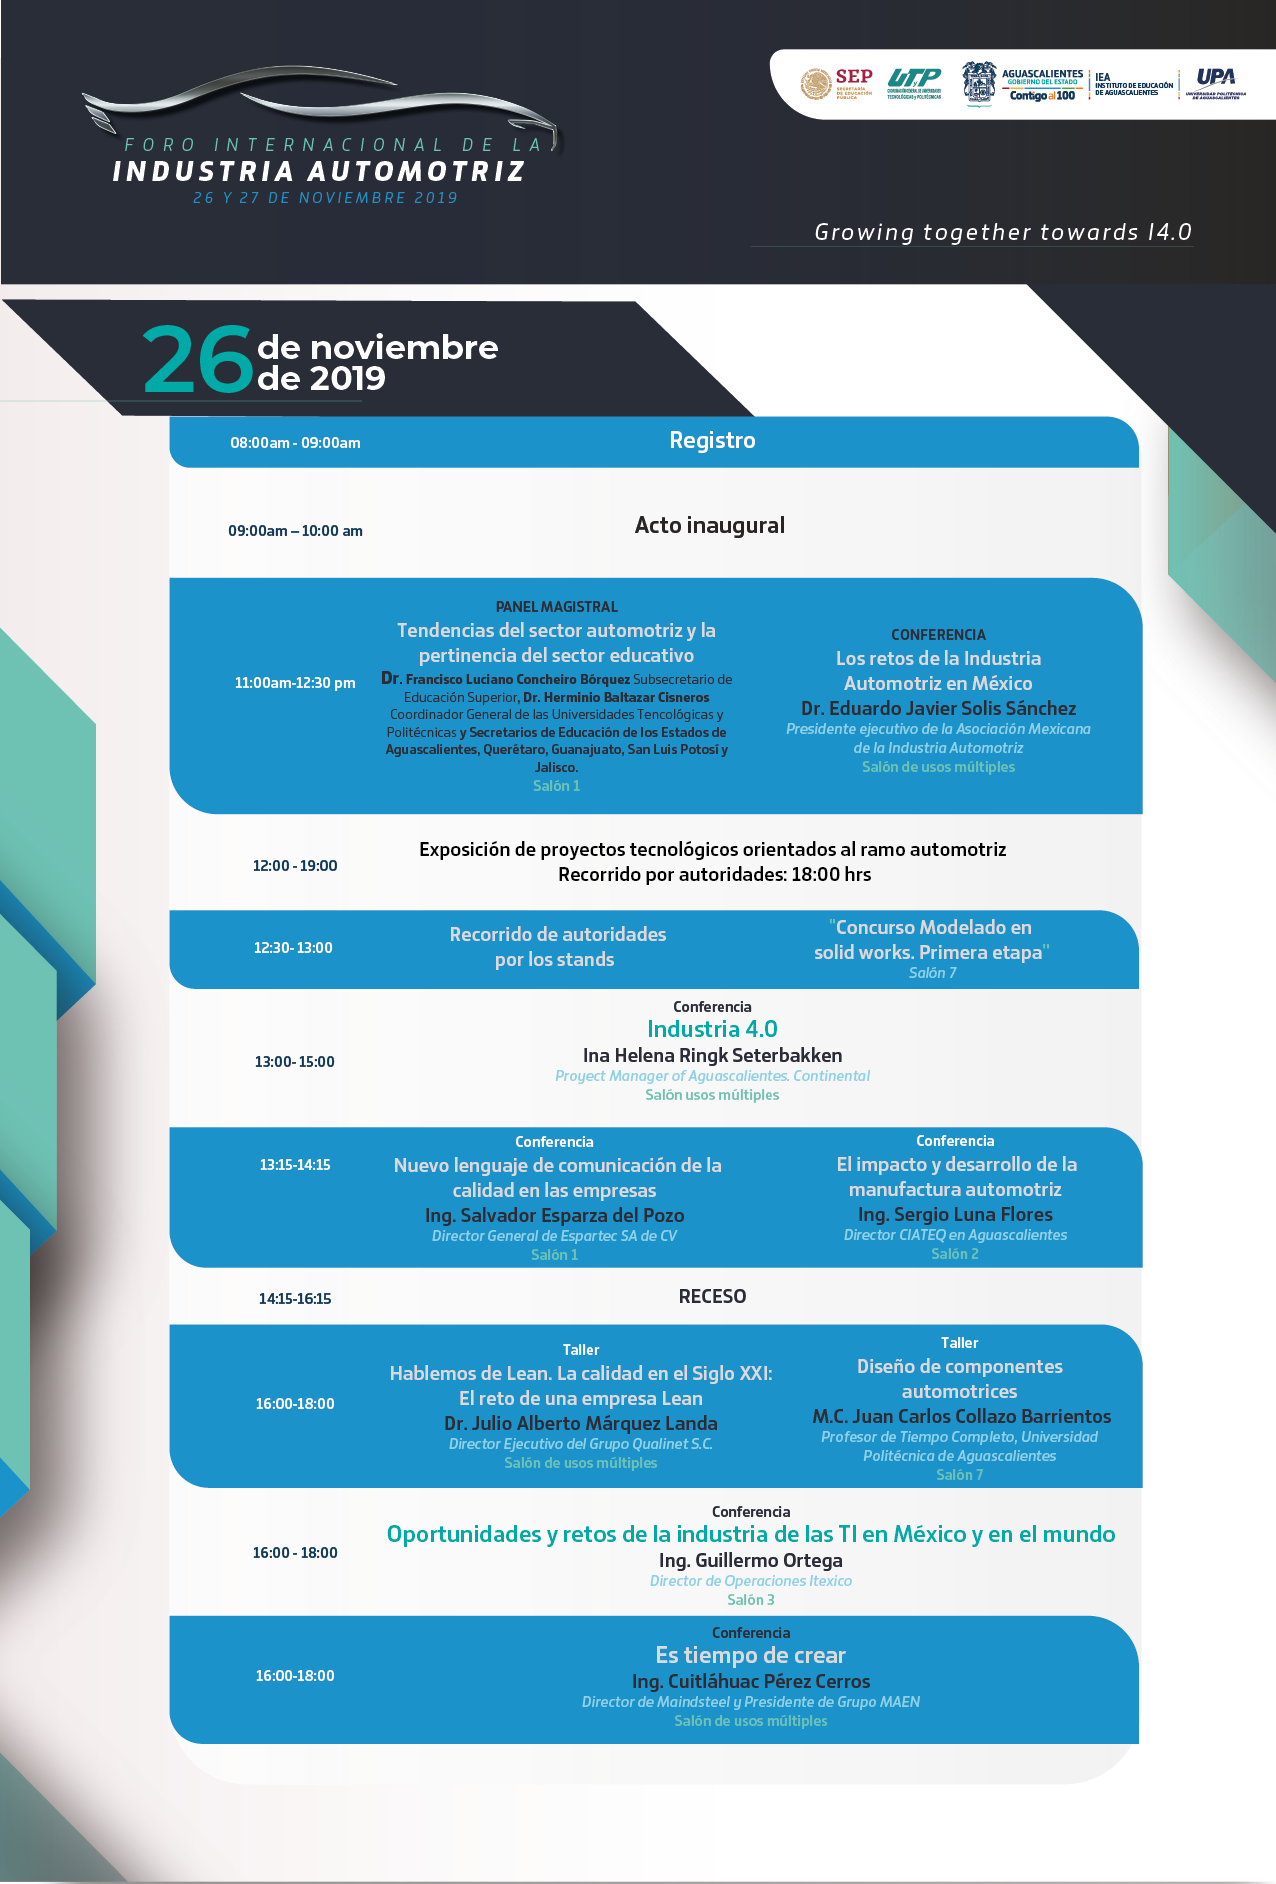 FORO INTERNACIONAL DE LA
INDUSTRIA AUTOMOTRIZ
26 Y 27 DE NOVIEMBRE 2019
SEP
SECRETARÍA
DE EDUCACIÓN
PÚBLICA
UTP
TECNOLÓGICAS y POLITÉCNICAS
AGUASCALIENTES
GOBIERNO DEL ESTADO
Contigo al 100
IEA
INSTITUTO DE EDUCACIÓN
DE AGUASCALIENTES
UPA
UNIVERSIDAD POLITÉCNICA
DE AGUASCALIENTES
Growing together towards I4.0
26 de noviembre
de 2019
08:00am - 09:00am
Registro
09:00am – 10:00 am
Acto inaugural
11:00am-12:30 pm
PANEL MAGISTRAL
Tendencias del sector automotriz y la
pertinencia del sector educativo
Dr. Francisco Luciano Concheiro Bórquez Subsecretario de
Educación Superior, Dr. Herminio Baltazar Cisneros
Coordinador General de las Universidades Tencológicas y
Politécnicas y Secretarios de Educación de los Estados de
Aguascalientes, Querétaro, Guanajuato, San Luis Potosí y
Jalisco.
Salón 1
CONFERENCIA
Los retos de la Industria
Automotriz en México
Dr. Eduardo Javier Solis Sánchez
Presidente ejecutivo de la Asociación Mexicana
de la Industria Automotriz
Salón de usos múltiples
12:00 - 19:00
Exposición de proyectos tecnológicos orientados al ramo automotriz
Recorrido por autoridades: 18:00 hrs
12:30- 13:00
Recorrido de autoridades
por los stands
"Concurso Modelado en
solid works. Primera etapa"
Salón 7
13:00- 15:00
Conferencia
Industria 4.0
Ina Helena Ringk Seterbakken
Proyect Manager of Aguascalientes. Continental
Salón usos múltiples
13:15-14:15
Conferencia
Nuevo lenguaje de comunicación de la
calidad en las empresas
Ing. Salvador Esparza del Pozo
Director General de Espartec SA de CV
Salón 1
Conferencia
El impacto y desarrollo de la
manufactura automotriz
Ing. Sergio Luna Flores
Director CIATEQ en Aguascalientes
Salón 2
14:15-16:15
RECESO
16:00-18:00
Taller
Hablemos de Lean. La calidad en el Siglo XXI:
El reto de una empresa Lean
Dr. Julio Alberto Márquez Landa
Director Ejecutivo del Grupo Qualinet S.C.
Salón de usos múltiples
Taller
Diseño de componentes
automotrices
M.C. Juan Carlos Collazo Barrientos
Profesor de Tiempo Completo, Universidad
Politécnica de Aguascalientes
Salón 7
16:00 - 18:00
Conferencia
Oportunidades y retos de la industria de las TI en México y en el mundo
Ing. Guillermo Ortega
Director de Operaciones Itexico
Salón 3
16:00-18:00
Conferencia
Es tiempo de crear
Ing. Cuitláhuac Pérez Cerros
Director de Maindsteel y Presidente de Grupo MAEN
Salón de usos múltiples